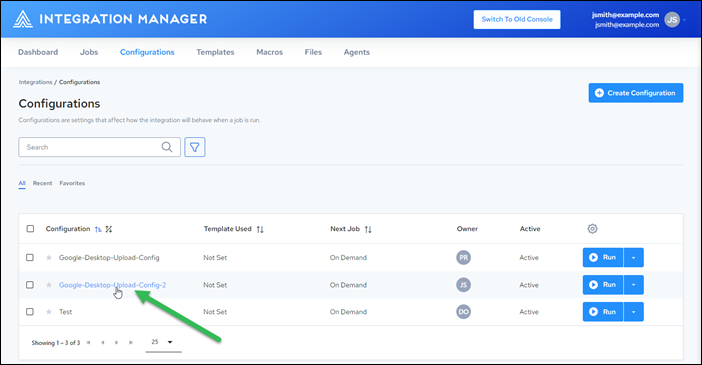 INTEGRATION MANAGER
Switch To Old Console
jsmith@example.com
jsmith@example.com
JS
Dashboard Jobs Configurations Templates Macros Files Agents
Integrations / Configurations
Configurations
Create Configuration
Configurations are settings that affect how the integration will behave when a job is run.
Search
All Recent Favorites
Configuration Template Used Next Job Owner Active
Google-Desktop-Upload-Config Not Set On Demand PR Active Run
Google-Desktop-Upload-Config-2 Not Set On Demand JS Active Run
Test Not Set On Demand DO Active Run
Showing 1 – 3 of 3 25